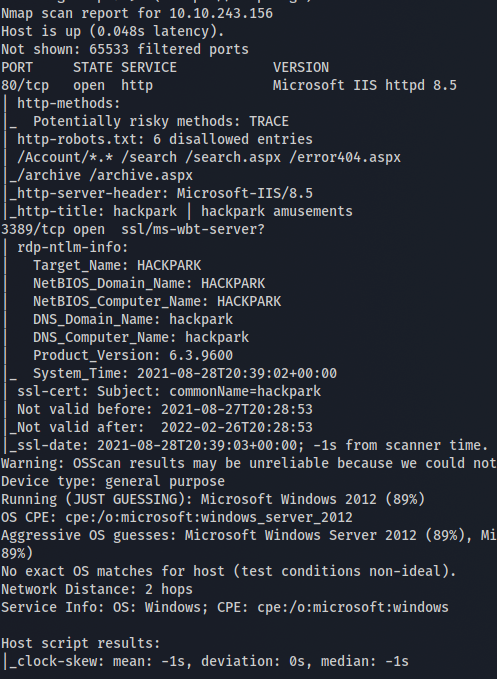 Nmap scan report for 10.10.243.156
Host is up (0.048s latency).
Not shown: 65533 filtered ports
PORT     STATE SERVICE            VERSION
80/tcp   open  http               Microsoft IIS httpd 8.5
| http-methods:
|_  Potentially risky methods: TRACE
| http-robots.txt: 6 disallowed entries
| /Account/*.* /search /search.aspx /error404.aspx
|_/archive /archive.aspx
|_http-server-header: Microsoft-IIS/8.5
|_http-title: hackpark | hackpark amusements
3389/tcp open  ssl/ms-wbt-server?
| rdp-ntlm-info:
|   Target_Name: HACKPARK
|   NetBIOS_Domain_Name: HACKPARK
|   NetBIOS_Computer_Name: HACKPARK
|   DNS_Domain_Name: hackpark
|   DNS_Computer_Name: hackpark
|   Product_Version: 6.3.9600
|_  System_Time: 2021-08-28T20:39:02+00:00
| ssl-cert: Subject: commonName=hackpark
| Not valid before: 2021-08-27T20:28:53
|_Not valid after:  2022-02-26T20:28:53
|_ssl-date: 2021-08-28T20:39:03+00:00; -1s from scanner time.
Warning: OSScan results may be unreliable because we could not
Device type: general purpose
Running (JUST GUESSING): Microsoft Windows 2012 (89%)
OS CPE: cpe:/o:microsoft:windows_server_2012
Aggressive OS guesses: Microsoft Windows Server 2012 (89%), Mi
89%)
No exact OS matches for host (test conditions non-ideal).
Network Distance: 2 hops
Service Info: OS: Windows; CPE: cpe:/o:microsoft:windows
Host script results:
|_clock-skew: mean: -1s, deviation: 0s, median: -1s